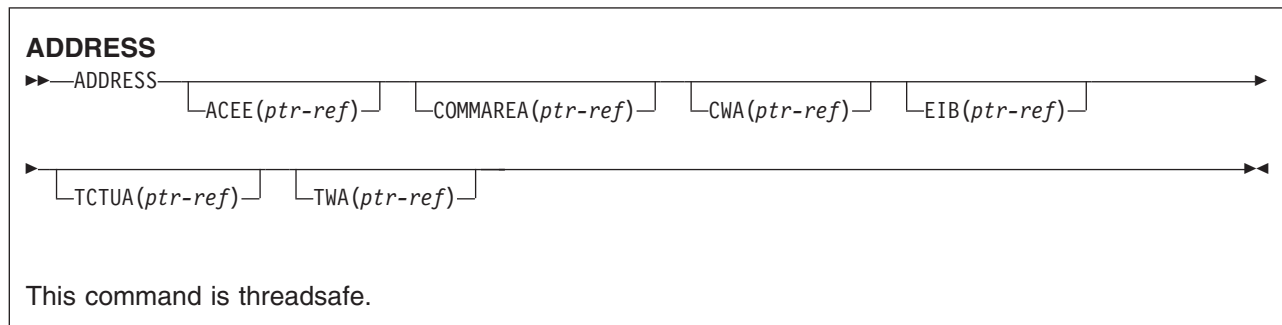 ADDRESS
ADDRESS
ACEE(ptr-ref) COMMAREA(ptr-ref) CWA(ptr-ref) EIB(ptr-ref)
TCTUA(ptr-ref) TWA(ptr-ref)
This command is threadsafe.